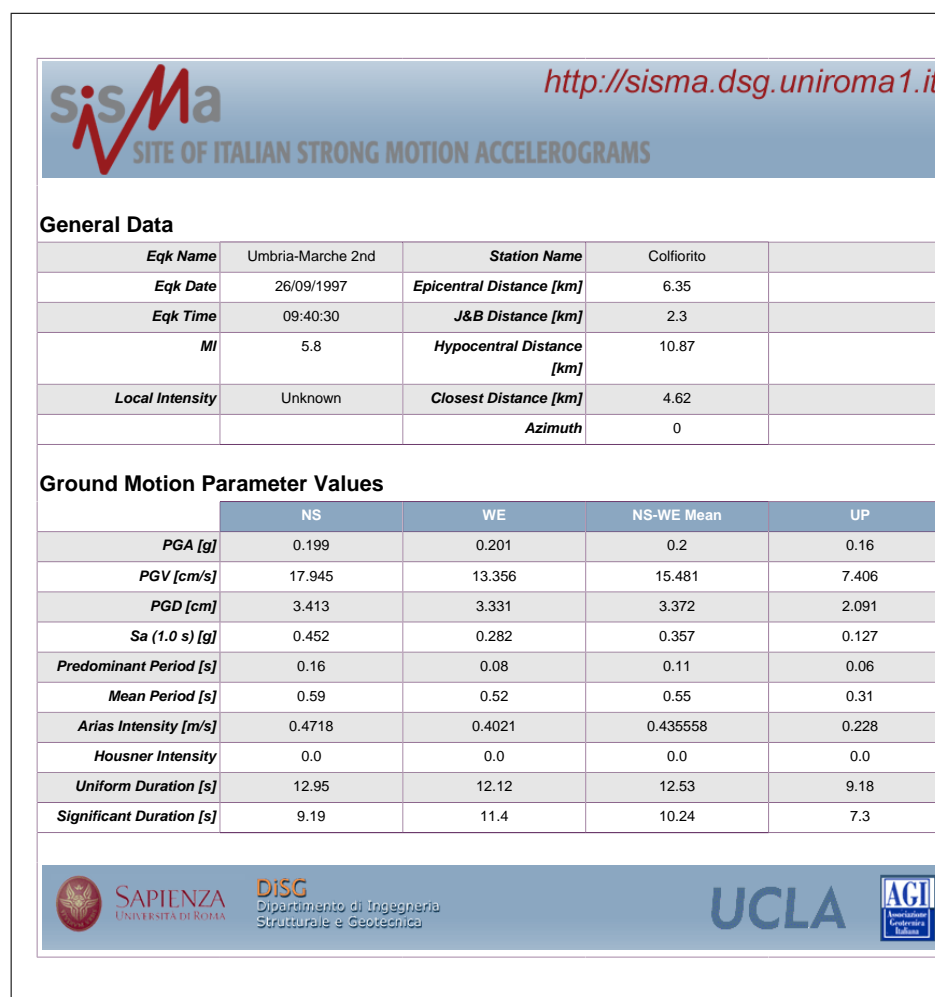 sisMa
http://sisma.dsg.uniroma1.it
SITE OF ITALIAN STRONG MOTION ACCELEROGRAMS
General Data
Eqk Name Umbria-Marche 2nd Station Name Colfiorito
Eqk Date 26/09/1997 Epicentral Distance [km] 6.35
Eqk Time 09:40:30 J&B Distance [km] 2.3
Ml 5.8 Hypocentral Distance 10.87
[km]
Local Intensity Unknown Closest Distance [km] 4.62
Azimuth 0
Ground Motion Parameter Values
NS WE NS-WE Mean UP
PGA [g] 0.199 0.201 0.2 0.16
PGV [cm/s] 17.945 13.356 15.481 7.406
PGD [cm] 3.413 3.331 3.372 2.091
Sa (1.0 s) [g] 0.452 0.282 0.357 0.127
Predominant Period [s] 0.16 0.08 0.11 0.06
Mean Period [s] 0.59 0.52 0.55 0.31
Arias Intensity [m/s] 0.4718 0.4021 0.435558 0.228
Housner Intensity 0.0 0.0 0.0 0.0
Uniform Duration [s] 12.95 12.12 12.53 9.18
Significant Duration [s] 9.19 11.4 10.24 7.3
SAPIENZA
UNIVERSITÀ DI ROMA
DiSG
Dipartimento di Ingegneria
Strutturale e Geotecnica
UCLA
AGI
Associazione
Geotecnica
Italiana